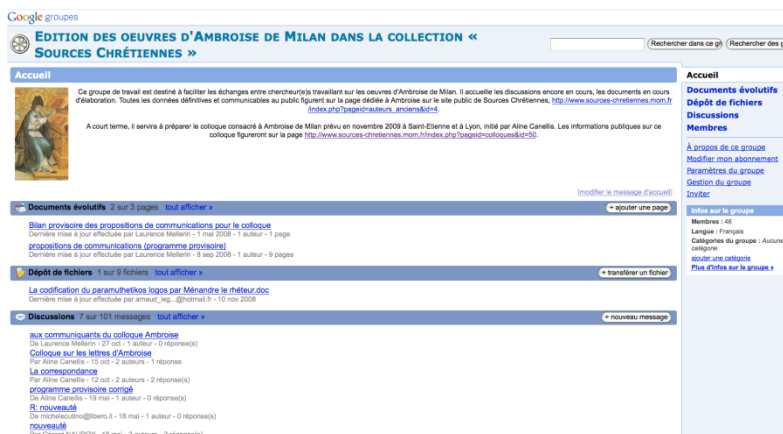 Google groupes
EDITION DES OEUVRES D'AMBROISE DE MILAN DANS LA COLLECTION «
SOURCES CHRÉTIENNES »
Rechercher dans ce
Rechercher des
Accueil
Ce groupe de travail est destiné à faciliter les échanges entre chercheur(e)s travaillant sur les oeuvres d'Ambroise de Milan. Il accueille les discussions encore en cours, les documents en cours
d'élaboration. Toutes les données définitives et communicables au public figurent sur la page dédiée à Ambroise sur le site public de Sources Chrétiennes, http://www.sources-chretiennes.mom.fr
/index.php?pageid=auteurs_anciens&id=4.
A court terme, il servira à préparer le colloque consacré à Ambroise de Milan prévu en novembre 2009 à Saint-Etienne et à Lyon, initié par Aline Canellis. Les informations publiques sur ce
colloque figureront sur la page http://www.sources-chretiennes.mom.fr/index.php?pageid=colloques&id=50.
[modifier le message d'accueil]
Documents évolutifs 2 sur 3 pages tout afficher »
+ ajouter une page
Bilan provisoire des propositions de communications pour le colloque
Dernière mise à jour effectuée par Laurence Mellerin - 1 mai 2008 - 1 auteur - 1 page
propositions de communications (programme provisoire)
Dernière mise à jour effectuée par Laurence Mellerin - 8 sep 2008 - 1 auteur - 9 pages
Dépôt de fichiers 1 sur 9 fichiers tout afficher »
+ transférer un fichier
La codification du paramuthetikos logos par Ménandre le rhéteur.doc
Dernière mise à jour effectuée par arnaud_leg...@hotmail.fr - 10 nov 2008
Discussions 7 sur 101 messages tout afficher »
+ nouveau message
aux communiquants du colloque Ambroise
De Laurence Mellerin - 27 oct - 1 auteur - 0 réponse(s)
Colloque sur les lettres d'Ambroise
Par Aline Canellis - 15 oct - 2 auteurs - 1 réponse
La correspondance
Par Aline Canellis - 12 oct - 2 auteurs - 2 réponse(s)
programme provisoire corrigé
De Aline Canellis - 19 mai - 1 auteur - 0 réponse(s)
R: nouveauté
De michelecutino@libero.it - 18 mai - 1 auteur - 0 réponse(s)
nouveauté
Par Gérard NAUROY - 18 mai - 3 auteurs - 2 réponse(s)
Accueil
Documents évolutifs
Dépôt de fichiers
Discussions
Membres
À propos de ce groupe
Modifier mon abonnement
Paramètres du groupe
Gestion du groupe
Inviter
Infos sur le groupe
Membres : 46
Langue : Français
Catégories du groupe : Aucune
catégorie
ajouter une catégorie
Plus d'infos sur le groupe »